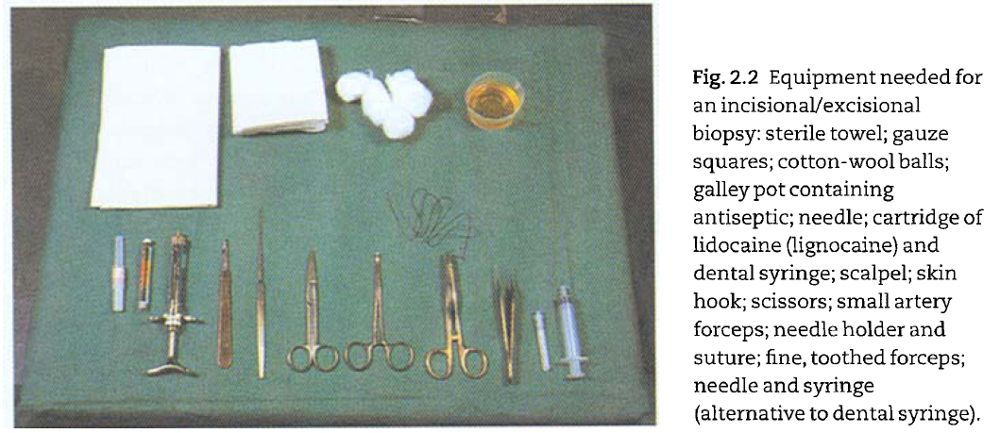 Fig. 2.2 Equipment needed for
an incisional/excisional
biopsy: sterile towel; gauze
squares; cotton-wool balls;
galley pot containing
antiseptic; needle; cartridge of
lidocaine (lignocaine) and
dental syringe; scalpel; skin
hook; scissors; small artery
forceps; needle holder and
suture; fine, toothed forceps;
needle and syringe
(alternative to dental syringe).